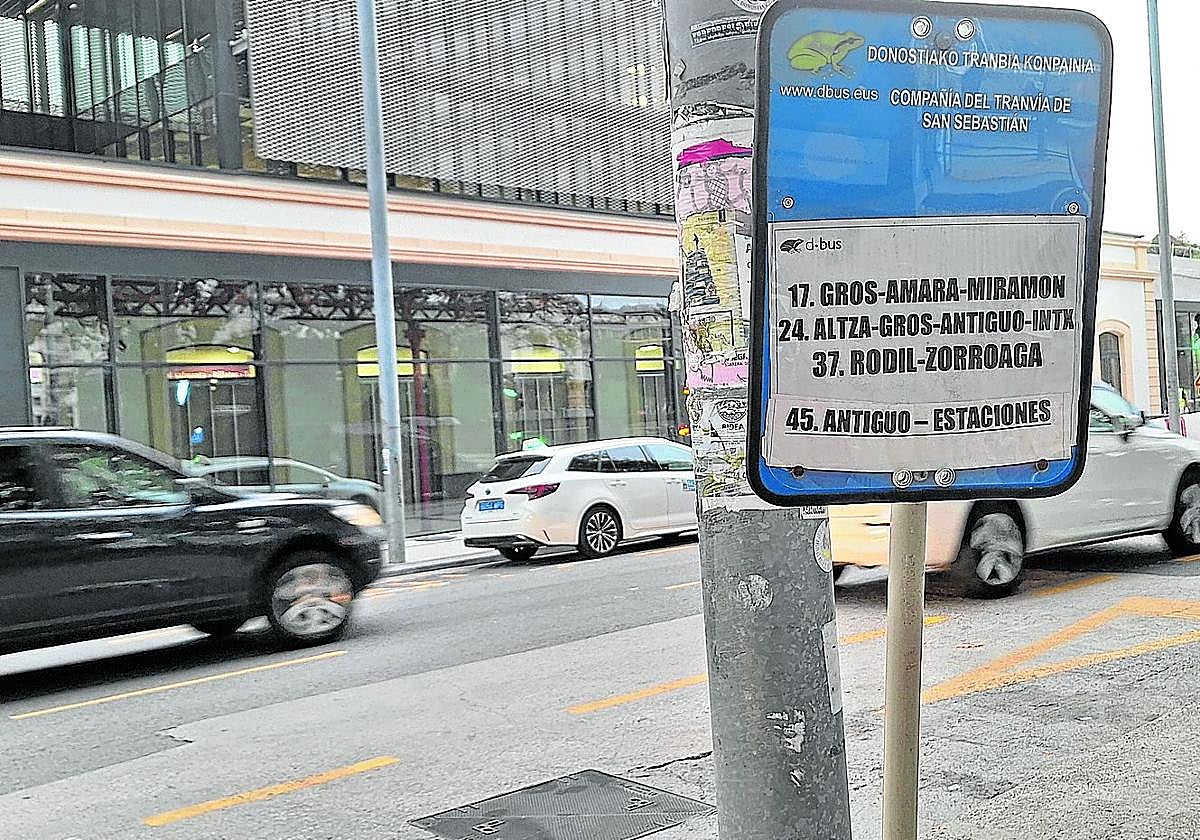 DONOSTIAKO TRANBIA KONPAINIA
www.dbus.eus
COMPAÑÍA DEL TRANVÍA DE
SAN SEBASTIÁN
d-bus
17. GROS-AMARA-MIRAMON
24. ALTZA-GROS-ANTIGUO-INTX
37. RODIL-ZORROAGA
45. ANTIGUO – ESTACIONES